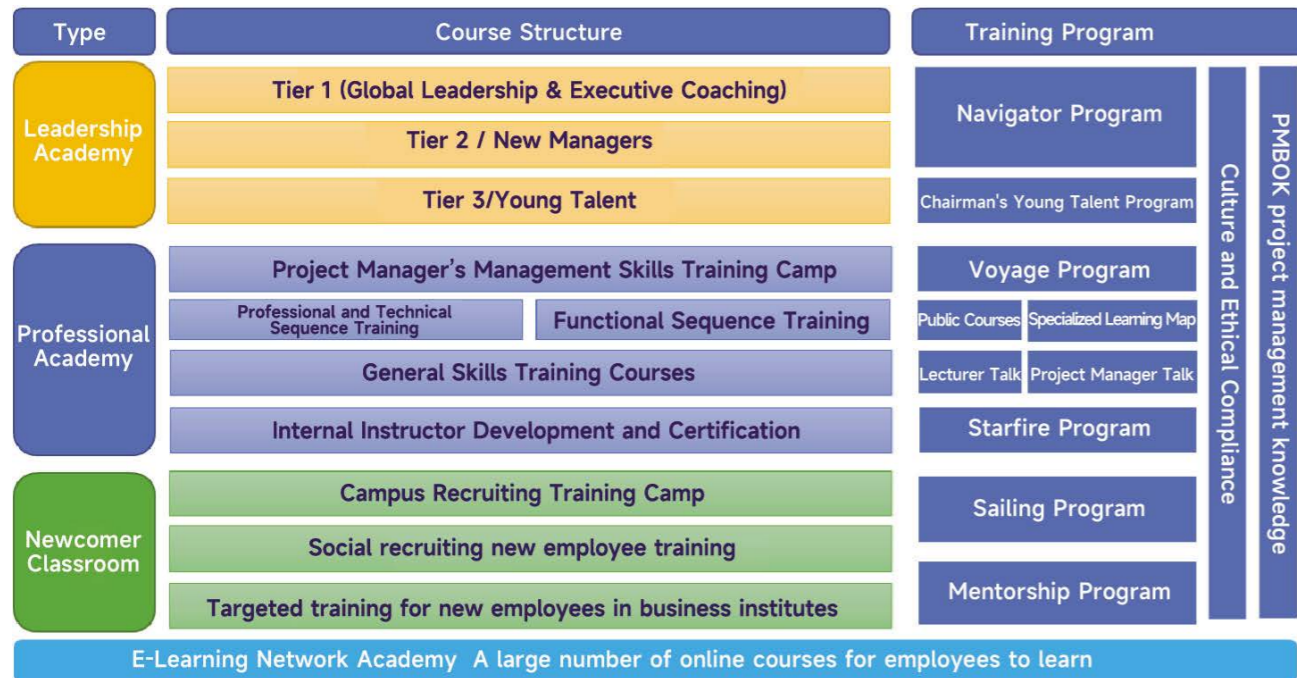 Type
Course Structure
Training Program
Leadership
Academy
Tier 1 (Global Leadership & Executive Coaching)
Tier 2 / New Managers
Tier 3/Young Talent
Navigator Program
Chairman's Young Talent Program
Professional
Academy
Project Manager’s Management Skills Training Camp
Professional and Technical
Sequence Training
Functional Sequence Training
General Skills Training Courses
Internal Instructor Development and Certification
Voyage Program
Public Courses
Specialized Learning Map
Lecturer Talk
Project Manager Talk
Starfire Program
Newcomer
Classroom
Campus Recruiting Training Camp
Social recruiting new employee training
Targeted training for new employees in business institutes
Sailing Program
Mentorship Program
Culture and Ethical Compliance
PMBOK project management knowledge
E-Learning Network Academy A large number of online courses for employees to learn